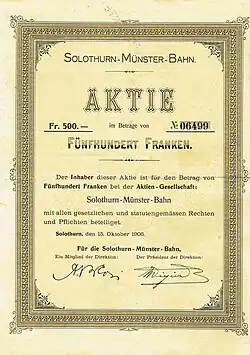 SOLOTHURN-MÜNSTER-BAHN.
AKTIE
im Betrage von
Fr. 500.— № 06499
FÜNFHUNDERT FRANKEN.
Der Inhaber dieser Aktie ist für den Betrag von
Fünfhundert Franken bei der Aktien-Gesellschaft:
Solothurn-Münster-Bahn
mit allen gesetzlichen und statutengemässen Rechten
und Pflichten beteiligt.
Solothurn, den 15. Oktober 1906.
Für die Solothurn-Münster-Bahn,
Ein Mitglied der Direktion: Der Präsident der Direktion: